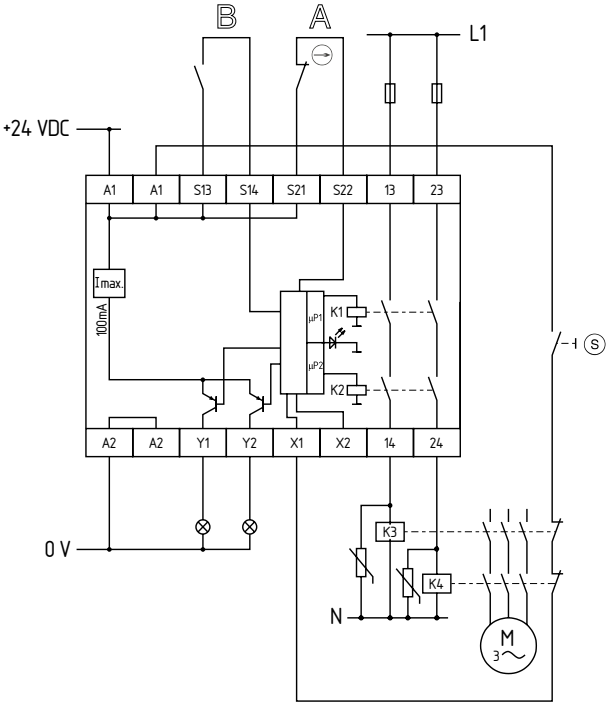 B
A
L1
+24 VDC
A1
A1
S13
S14
S21
S22
13
23
Imax.
100mA
µP1
K1
µP2
K2
S
A2
A2
Y1
Y2
X1
X2
14
24
0 V
K3
K4
N
M
3